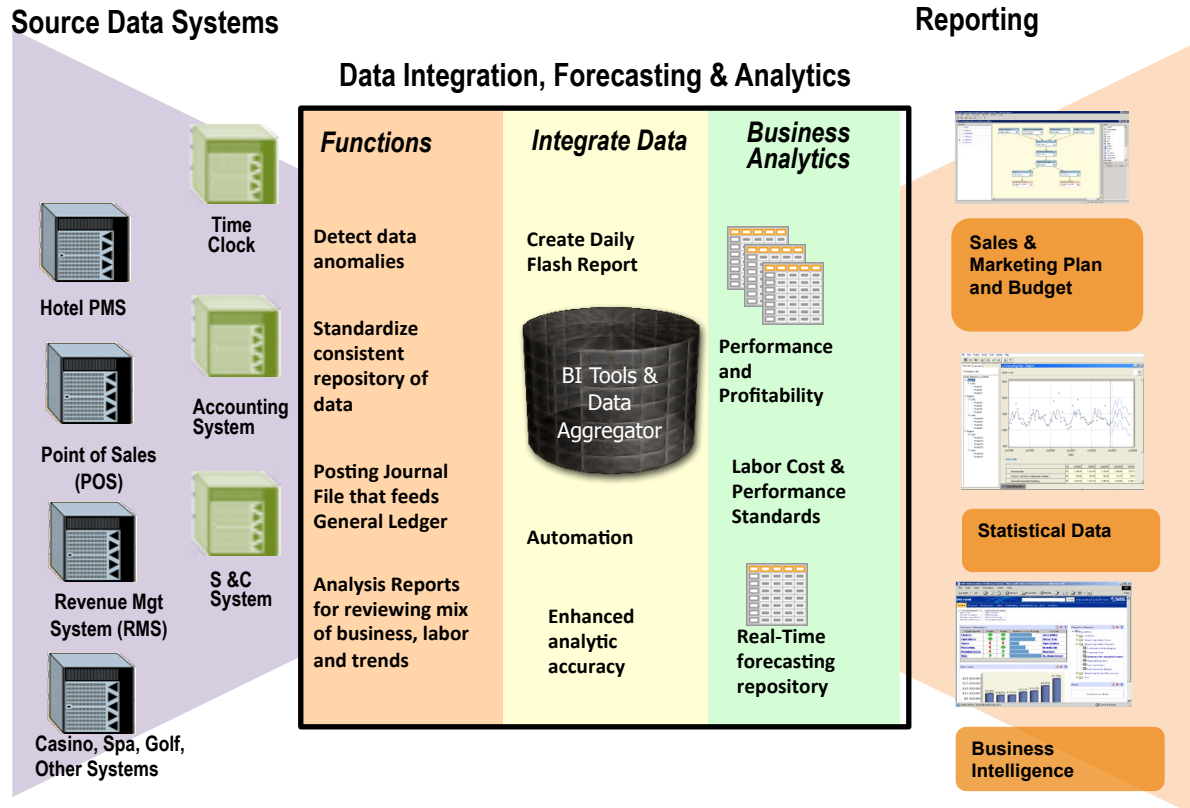 Source Data Systems
Reporting
Data Integration, Forecasting & Analytics
Time
Clock
Hotel PMS
Accounting
System
Point of Sales
(POS)
S &C
System
Revenue Mgt
System (RMS)
Casino, Spa, Golf,
Other Systems
Functions
Detect data
anomalies
Standardize
consistent
repository of
data
Posting Journal
File that feeds
General Ledger
Analysis Reports
for reviewing mix
of business, labor
and trends
Integrate Data
Create Daily
Flash Report
BI Tools &
Data
Aggregator
Automation
Enhanced
analytic
accuracy
Business
Analytics
Performance
and
Profitability
Labor Cost &
Performance
Standards
Real-Time
forecasting
repository
Sales &
Marketing Plan
and Budget
Statistical Data
Business
Intelligence